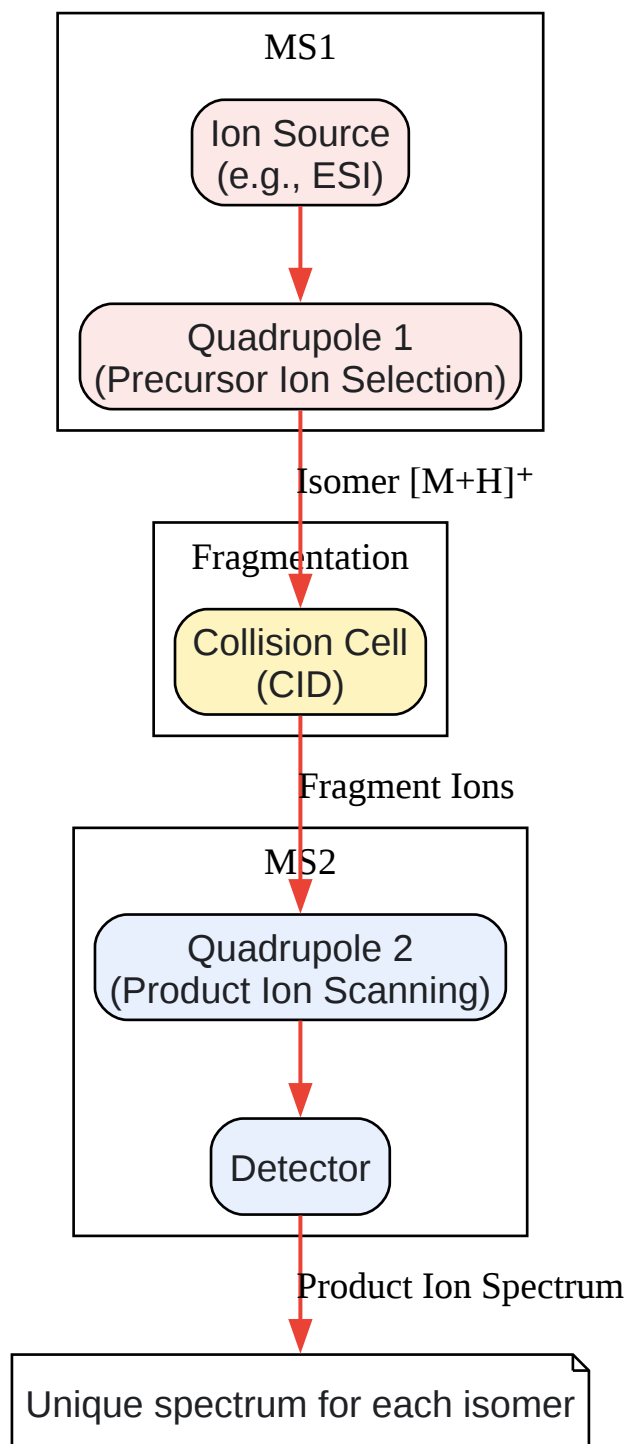 MS1
Ion Source
(e.g., ESI)
Quadrupole 1
(Precursor Ion Selection)
Isomer [M+H]⁺
Fragmentation
Collision Cell
(CID)
Fragment Ions
MS2
Quadrupole 2
(Product Ion Scanning)
Detector
Product Ion Spectrum
Unique spectrum for each isomer